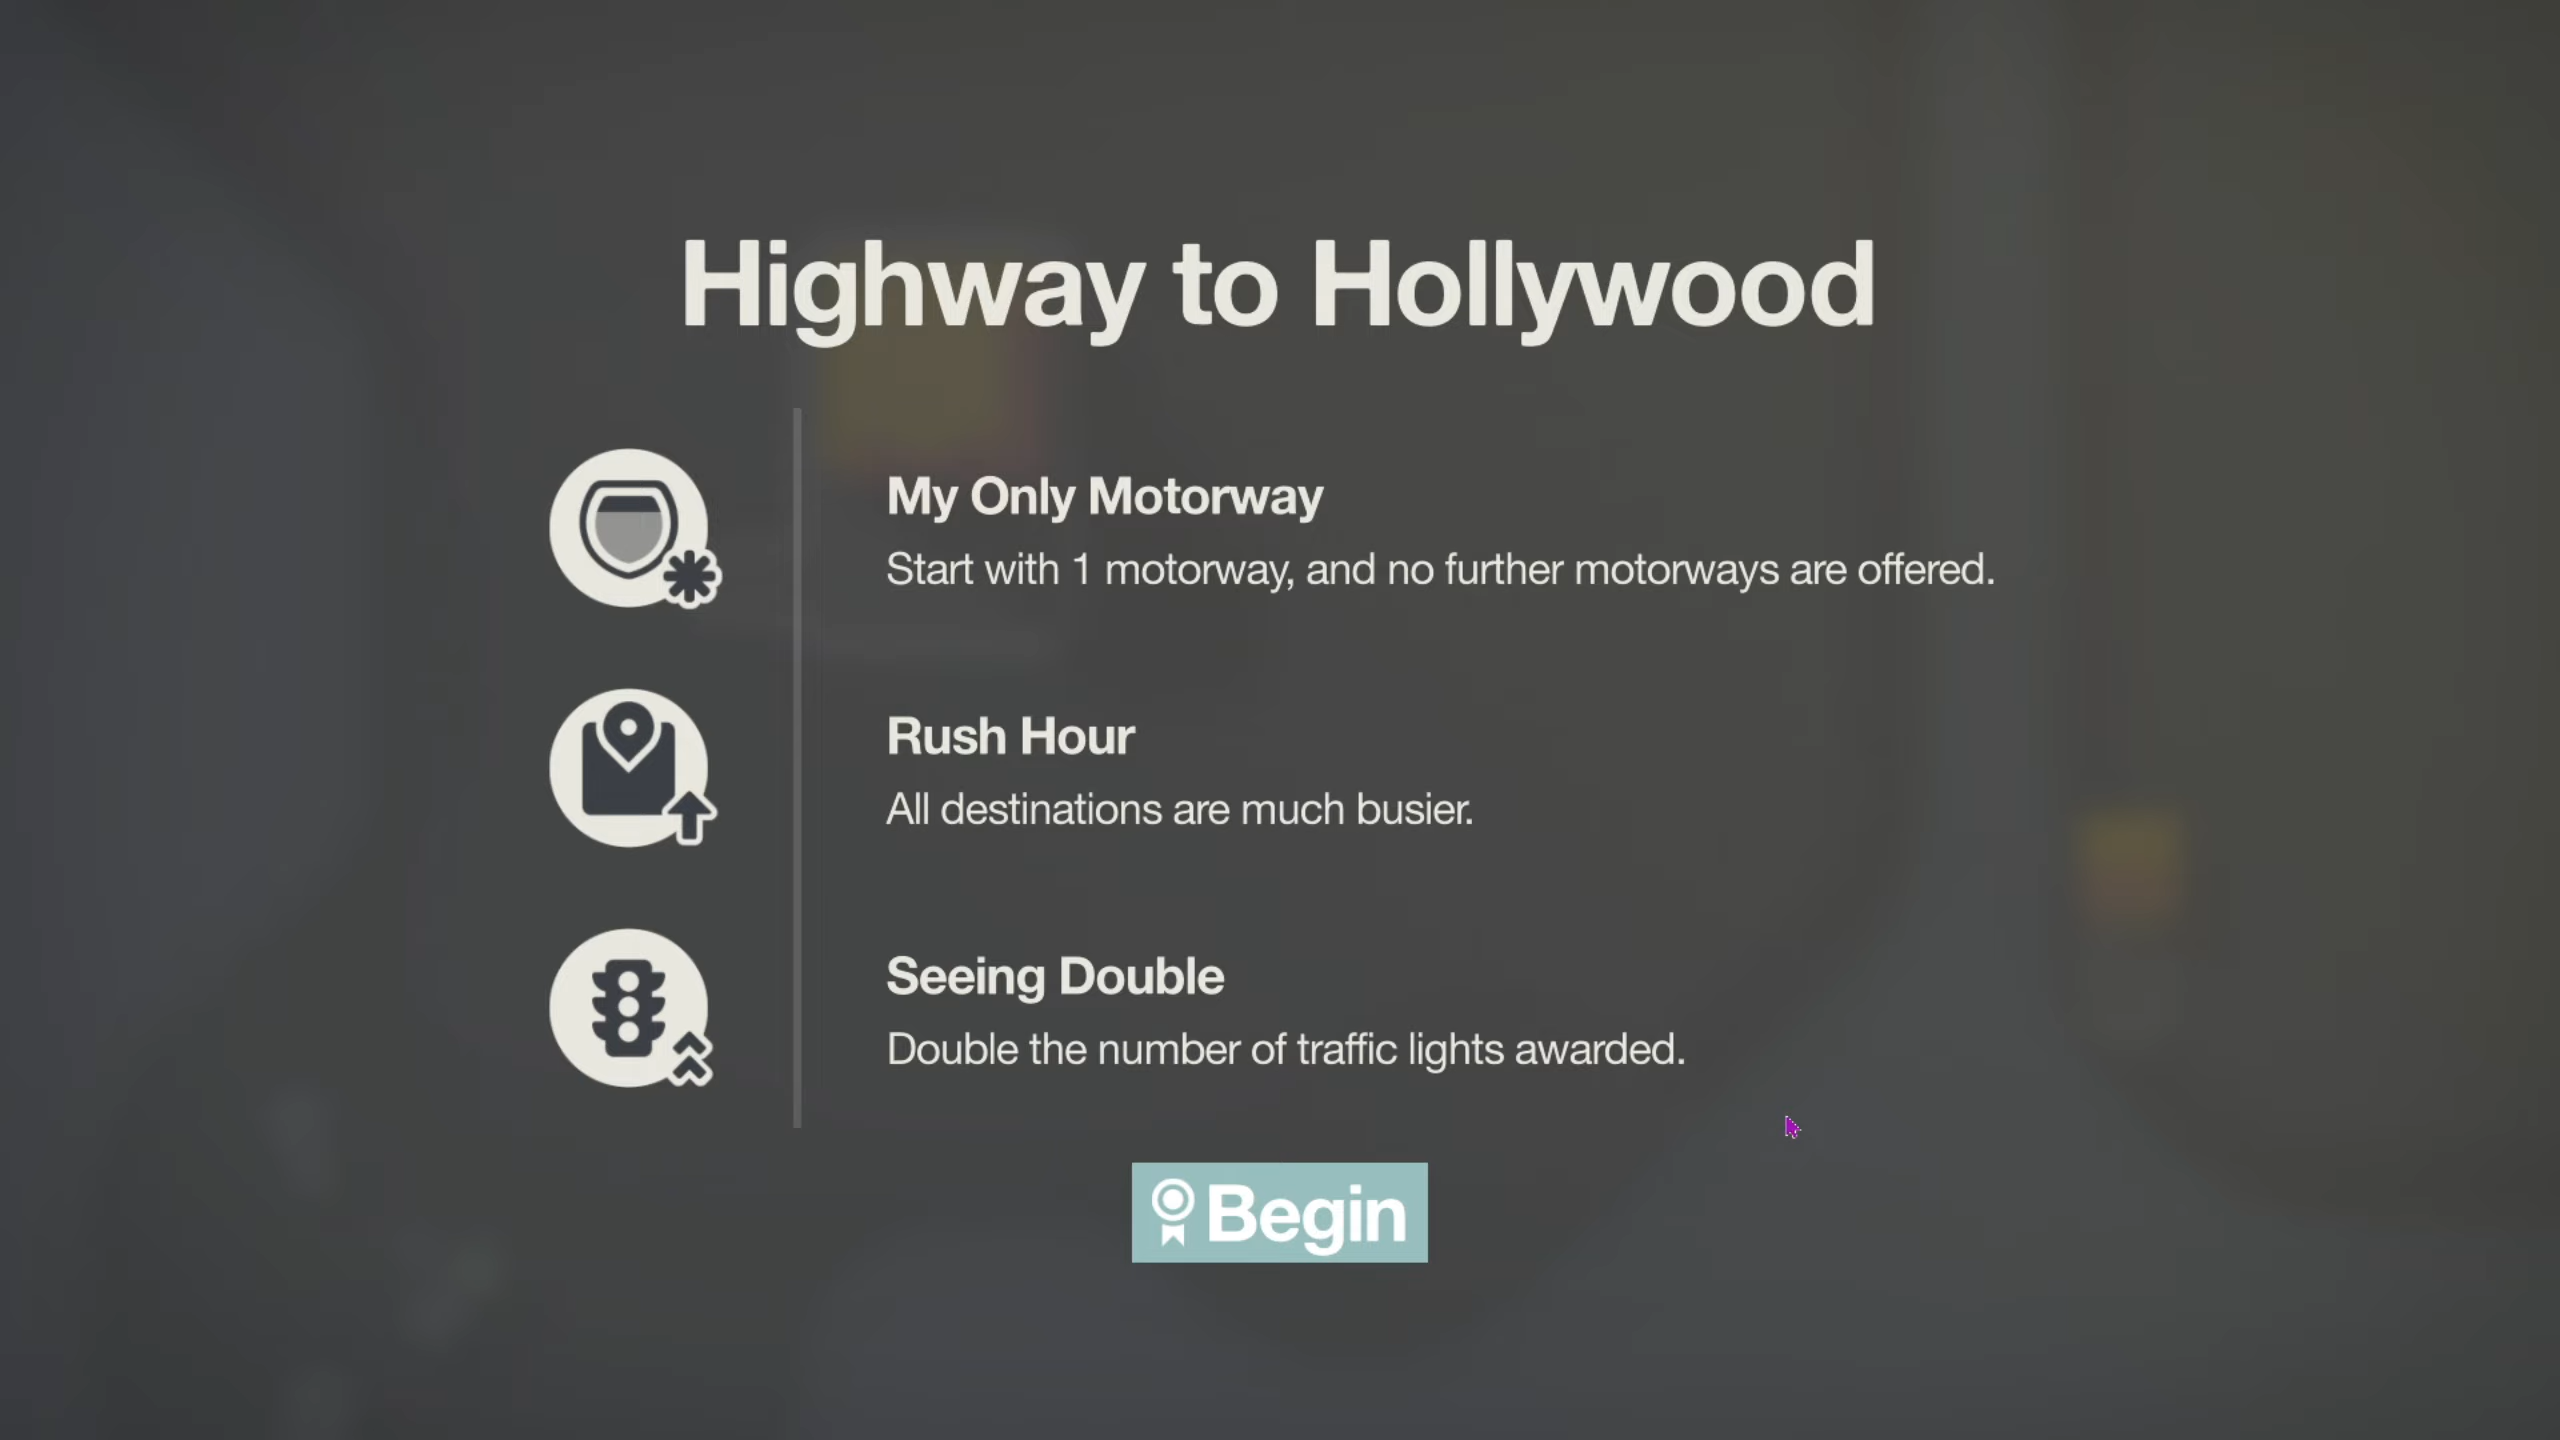 Highway to Hollywood
My Only Motorway
Start with 1 motorway, and no further motorways are offered.
Rush Hour
All destinations are much busier.
Seeing Double
Double the number of traffic lights awarded.
Begin